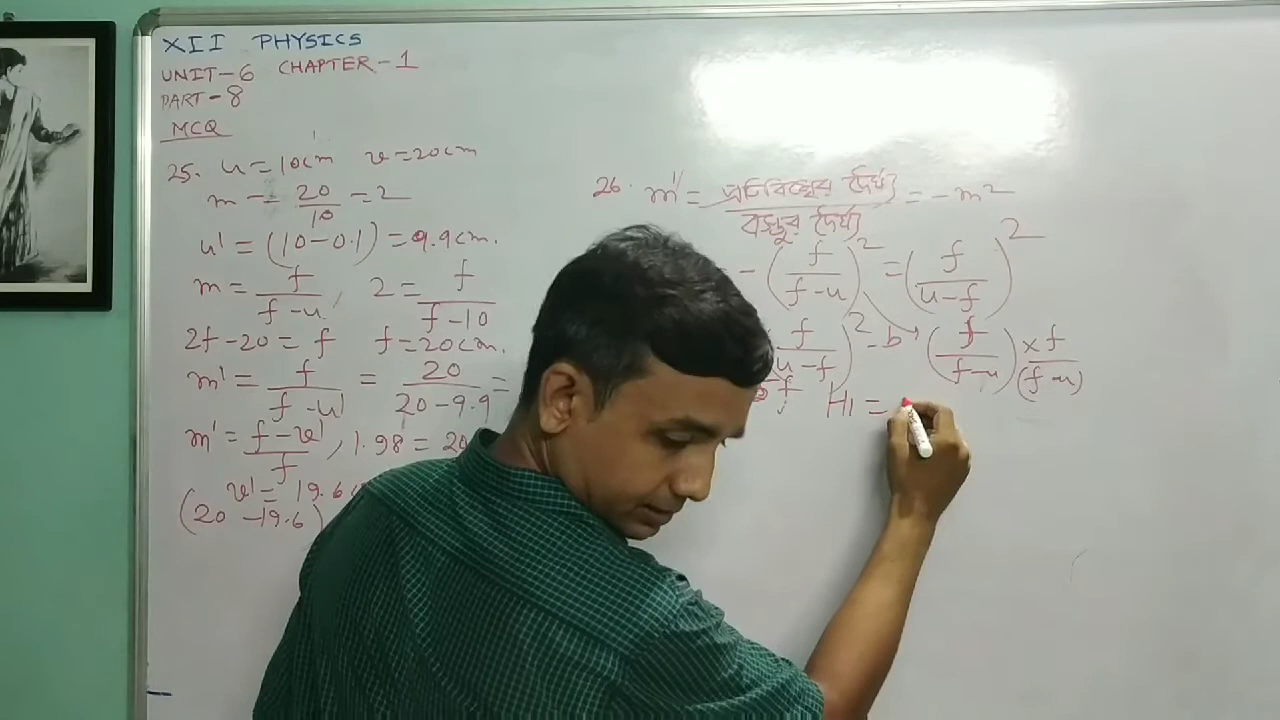 XII PHYSICS
UNIT-6 CHAPTER-1
PART-8
MCQ
25. u=10cm v=20cm
m = 20/10 = 2
u' = (10-0.1) = 9.9cm.
m = f/(f-u), 2 = f/(f-10)
2f-20 = f f=20cm.
m' = f/(f-u') = 20/(20-9.9) =
m' = (f-v')/f, 1.98 = 20
v' = 19.6
(20-19.6)
26. m'' = প্রতিবিম্বের দৈর্ঘ্য/বস্তুর দৈর্ঘ্য = -m²
-(f/(f-u))² = (f/(u-f))²
(f/(u-f))² b (f/(f-u)) × f/(f-u)
f H₁ =